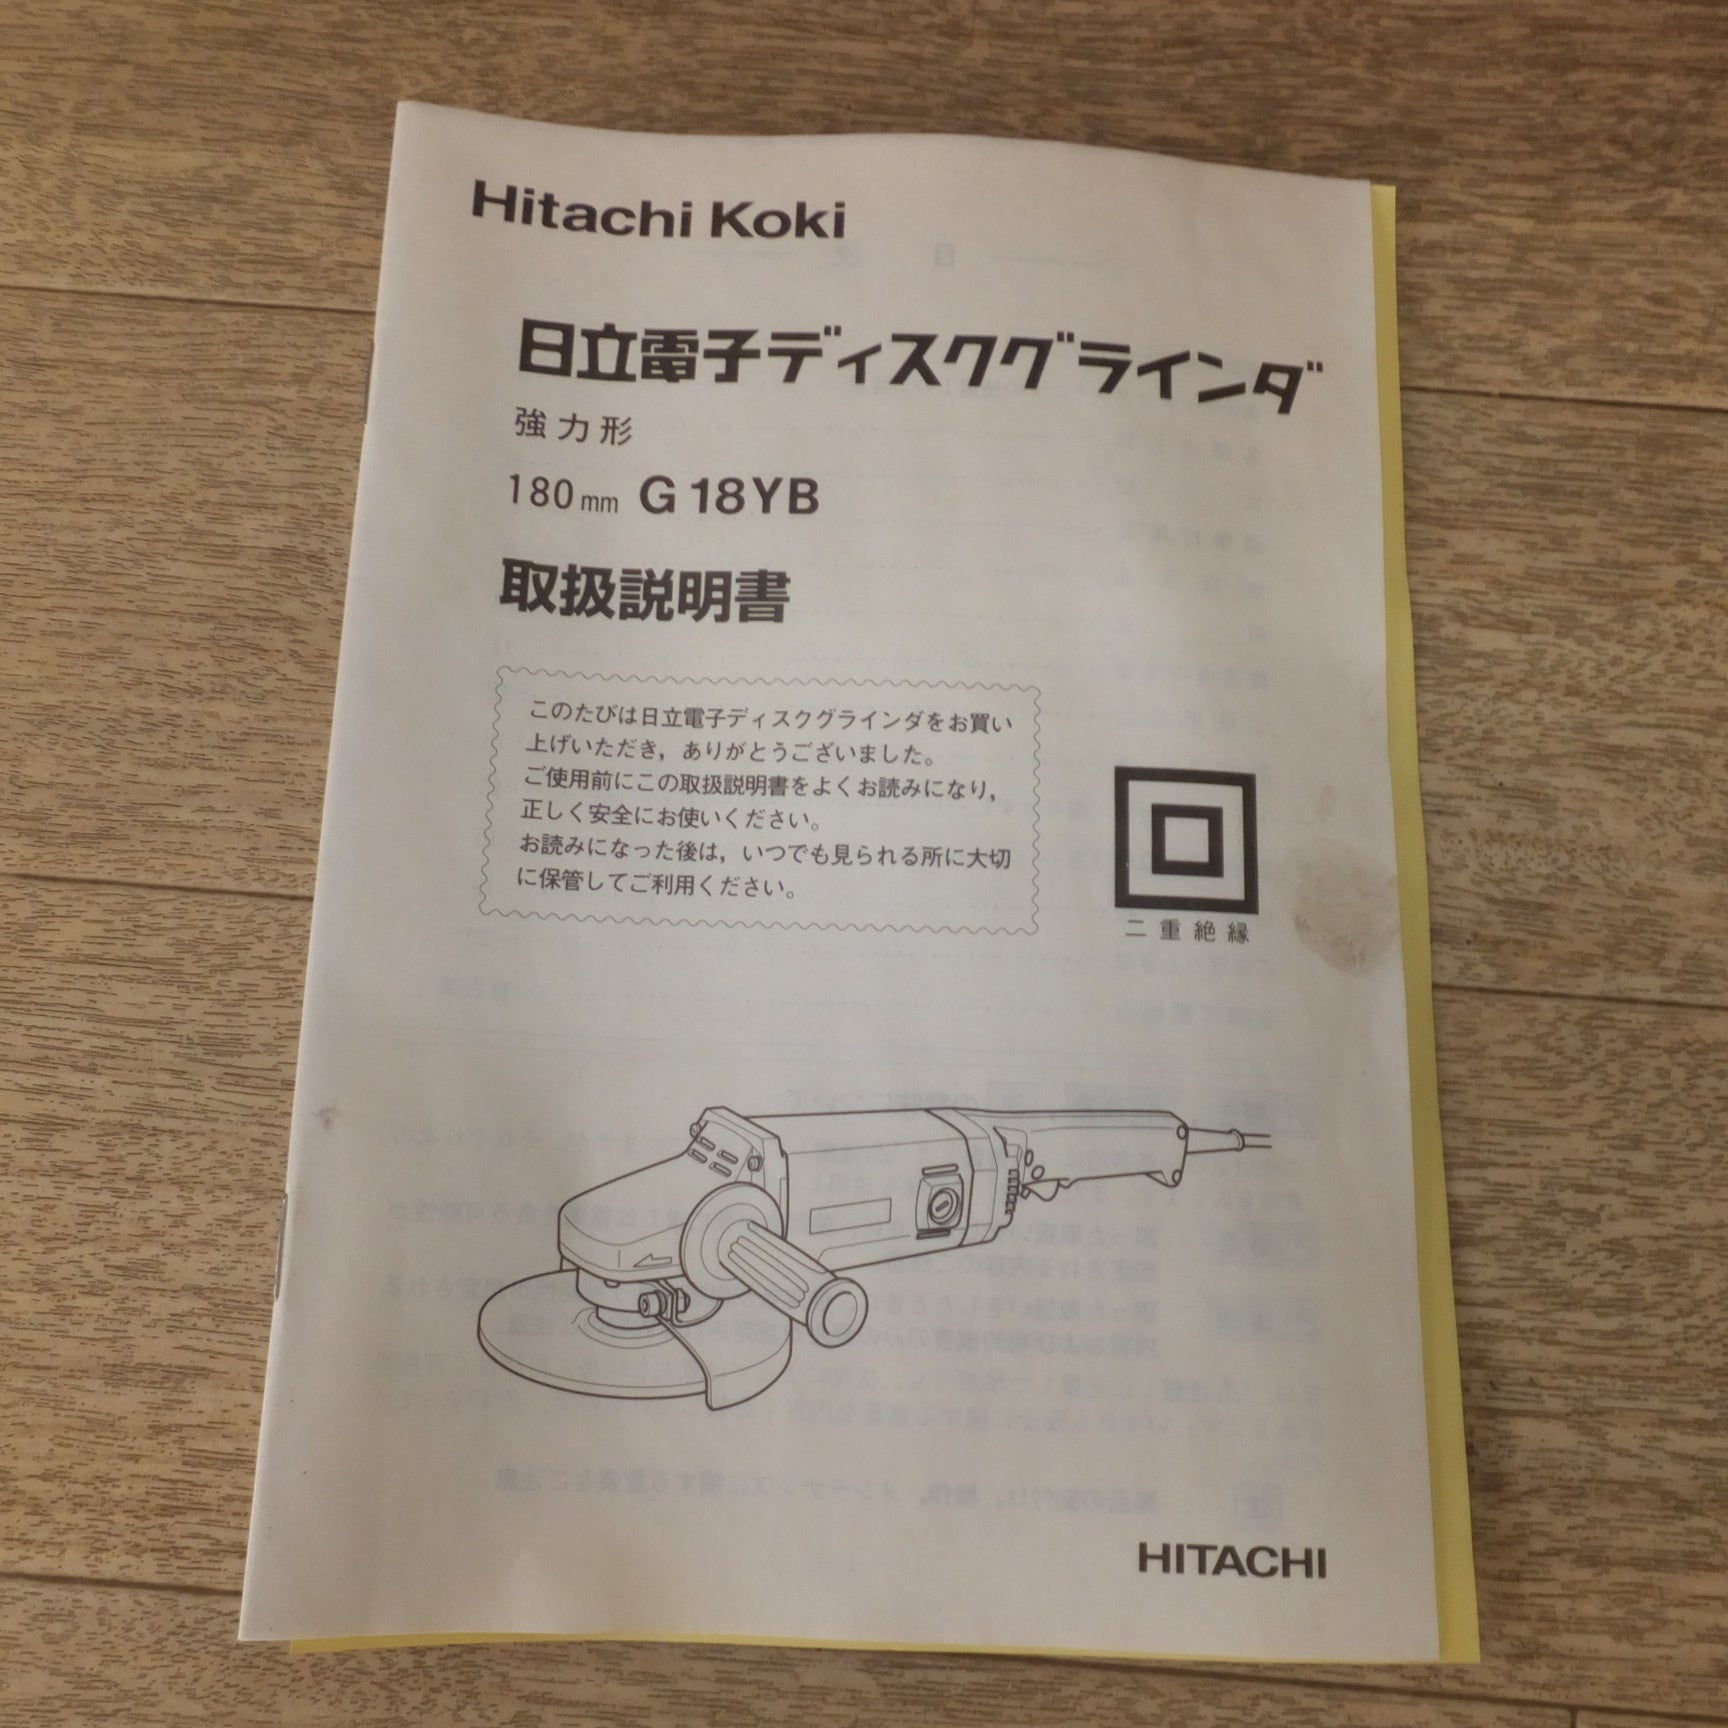 Hitachi Koki
日立電子ディスクグラインダ
強力形
180mm G18YB
取扱説明書
このたびは日立電子ディスクグラインダをお買い
上げいただき，ありがとうございました。
ご使用前にこの取扱説明書をよくお読みになり，
正しく安全にお使いください。
お読みになった後は，いつでも見られる所に大切
に保管してご利用ください。
二重絶縁
HITACHI